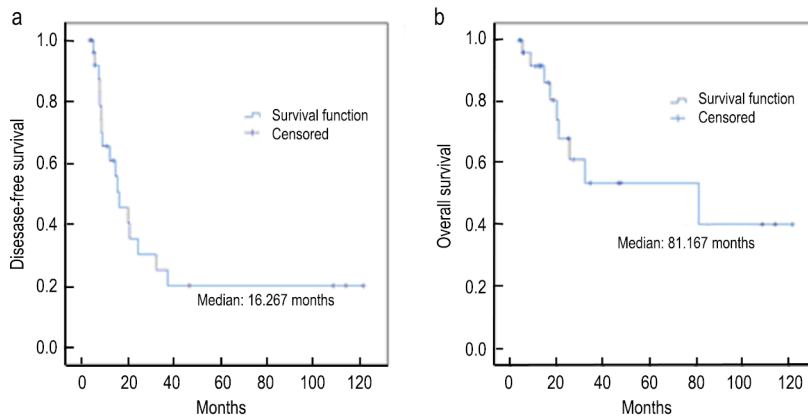 a
Disesase-free survival
1.0
0.8
0.6
0.4
0.2
0.0
Survival function
Censored
Median: 16.267 months
0 20 40 60 80 100 120
Months
b
Overall survival
1.0
0.8
0.6
0.4
0.2
0.0
Survival function
Censored
Median: 81.167 months
0 20 40 60 80 100 120
Months